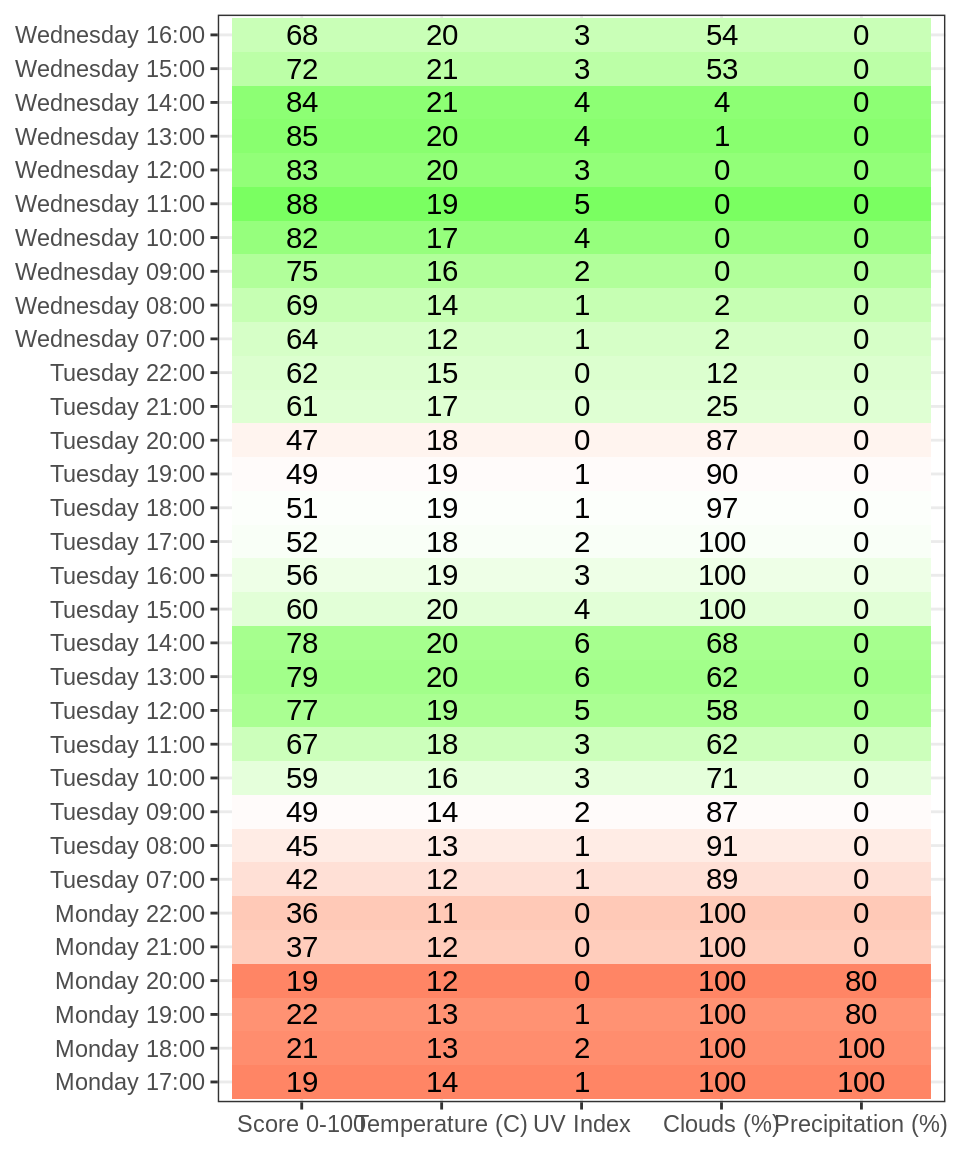 Wednesday 16:00 68 20 3 54 0
Wednesday 15:00 72 21 3 53 0
Wednesday 14:00 84 21 4 4 0
Wednesday 13:00 85 20 4 1 0
Wednesday 12:00 83 20 3 0 0
Wednesday 11:00 88 19 5 0 0
Wednesday 10:00 82 17 4 0 0
Wednesday 09:00 75 16 2 0 0
Wednesday 08:00 69 14 1 2 0
Wednesday 07:00 64 12 1 2 0
Tuesday 22:00 62 15 0 12 0
Tuesday 21:00 61 17 0 25 0
Tuesday 20:00 47 18 0 87 0
Tuesday 19:00 49 19 1 90 0
Tuesday 18:00 51 19 1 97 0
Tuesday 17:00 52 18 2 100 0
Tuesday 16:00 56 19 3 100 0
Tuesday 15:00 60 20 4 100 0
Tuesday 14:00 78 20 6 68 0
Tuesday 13:00 79 20 6 62 0
Tuesday 12:00 77 19 5 58 0
Tuesday 11:00 67 18 3 62 0
Tuesday 10:00 59 16 3 71 0
Tuesday 09:00 49 14 2 87 0
Tuesday 08:00 45 13 1 91 0
Tuesday 07:00 42 12 1 89 0
Monday 22:00 36 11 0 100 0
Monday 21:00 37 12 0 100 0
Monday 20:00 19 12 0 100 80
Monday 19:00 22 13 1 100 80
Monday 18:00 21 13 2 100 100
Monday 17:00 19 14 1 100 100
Score 0-100 Temperature (C) UV Index Clouds (%) Precipitation (%)